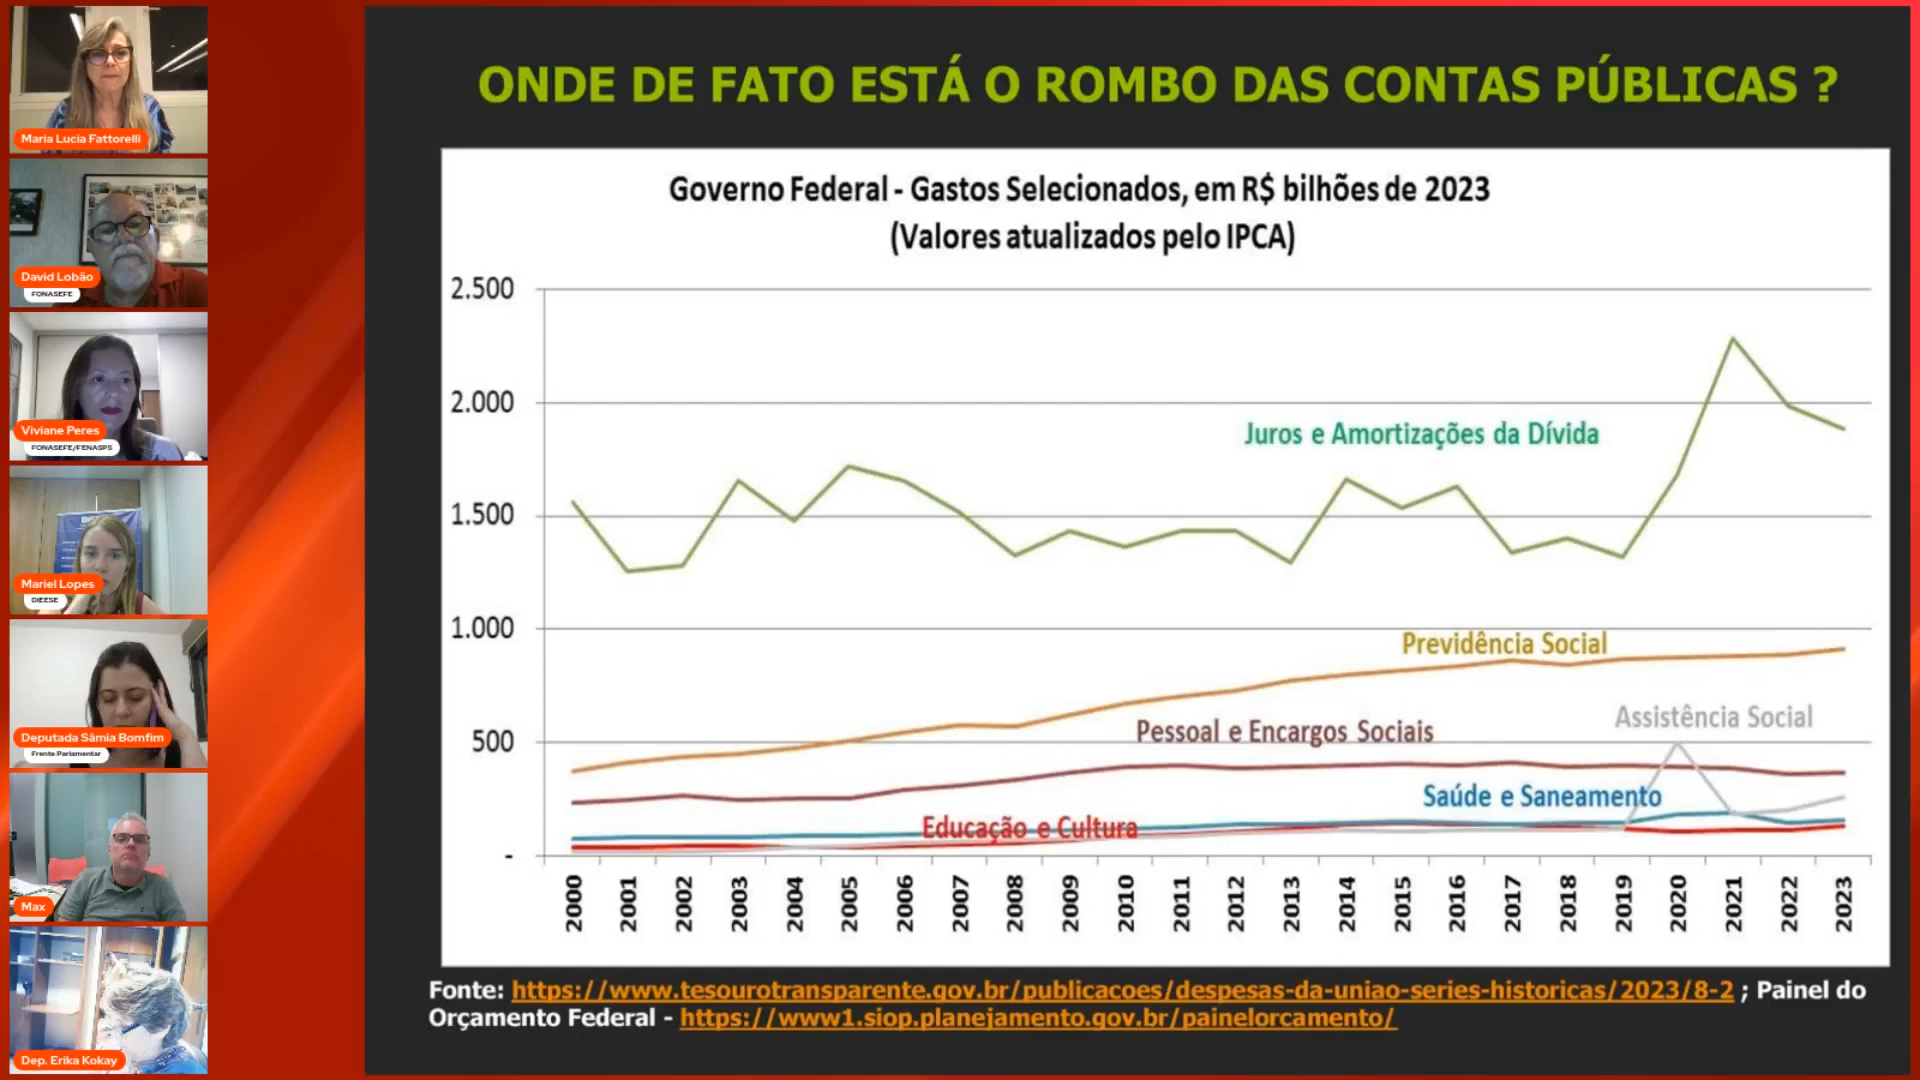 Maria Lucia Fattorelli
David Lobão
FONASEFE
Viviane Peres
FONASEFE/FENASPS
Mariel Lopes
DIEESE
Deputada Sâmia Bomfim
Frente Parlamentar
Max
Dep. Erika Kokay
ONDE DE FATO ESTÁ O ROMBO DAS CONTAS PÚBLICAS ?
Governo Federal - Gastos Selecionados, em R$ bilhões de 2023
(Valores atualizados pelo IPCA)
2.500
2.000
1.500
1.000
500
-
Juros e Amortizações da Dívida
Previdência Social
Assistência Social
Pessoal e Encargos Sociais
Saúde e Saneamento
Educação e Cultura
2000 2001 2002 2003 2004 2005 2006 2007 2008 2009 2010 2011 2012 2013 2014 2015 2016 2017 2018 2019 2020 2021 2022 2023
Fonte: https://www.tesourotransparente.gov.br/publicacoes/despesas-da-uniao-series-historicas/2023/8-2 ; Painel do
Orçamento Federal - https://www1.siop.planejamento.gov.br/painelorcamento/